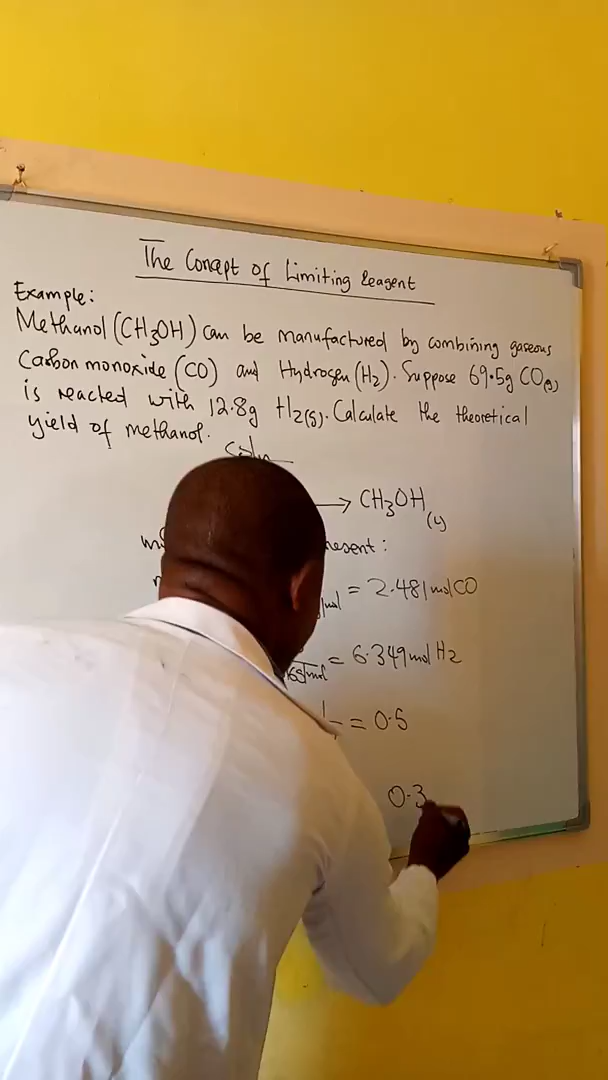 The Concept of Limiting Reagent
Example:
Methanol (CH3OH) can be manufactured by combining gaseous
Carbon monoxide (CO) and Hydrogen (H2). Suppose 69.5g CO(g)
is reacted with 12.8g H2(g). Calculate the theoretical
yield of methanol.
Soln
→ CH3OH(l)
= 2.481 mol CO
= 6.349 mol H2
= 0.5
0.3